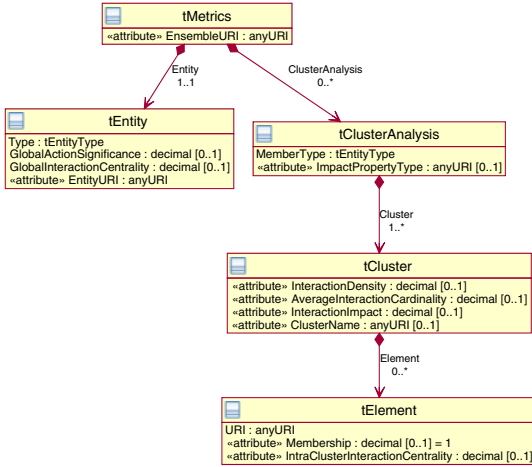 tMetrics
«attribute» EnsembleURI : anyURI
Entity
1..1
ClusterAnalysis
0..*
tEntity
Type : tEntityType
GlobalActionSignificance : decimal [0..1]
GlobalInteractionCentrality : decimal [0..1]
«attribute» EntityURI : anyURI
tClusterAnalysis
MemberType : tEntityType
«attribute» ImpactPropertyType : anyURI [0..1]
Cluster
1..*
tCluster
«attribute» InteractionDensity : decimal [0..1]
«attribute» AverageInteractionCardinality : decimal [0..1]
«attribute» InteractionImpact : decimal [0..1]
«attribute» ClusterName : anyURI [0..1]
Element
0..*
tElement
URI : anyURI
«attribute» Membership : decimal [0..1] = 1
«attribute» IntraClusterInteractionCentrality : decimal [0..1]